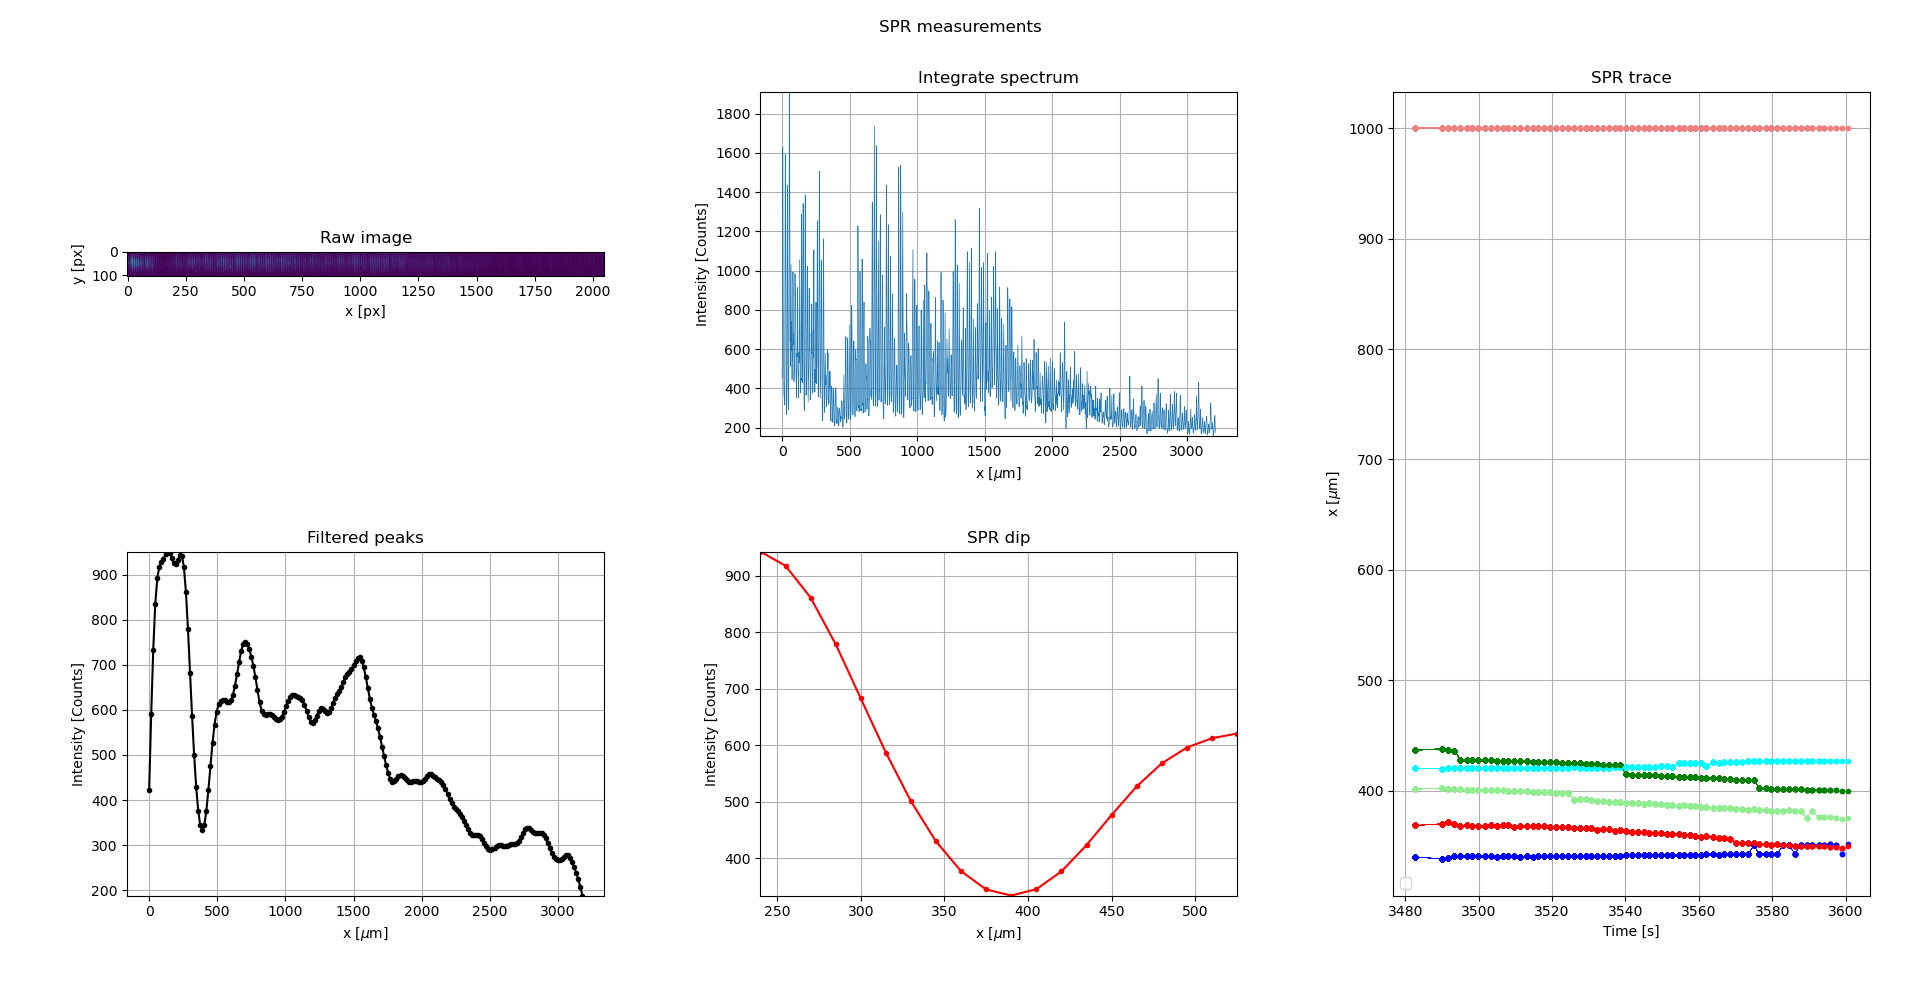 SPR measurements
Raw image
y [px]
0
100
0 250 500 750 1000 1250 1500 1750 2000
x [px]
Integrate spectrum
Intensity [Counts]
1800
1600
1400
1200
1000
800
600
400
200
0 500 1000 1500 2000 2500 3000
x [μm]
Filtered peaks
Intensity [Counts]
900
800
700
600
500
400
300
200
0 500 1000 1500 2000 2500 3000
x [μm]
SPR dip
Intensity [Counts]
900
800
700
600
500
400
250 300 350 400 450 500
x [μm]
SPR trace
x [μm]
1000
900
800
700
600
500
400
3480 3500 3520 3540 3560 3580 3600
Time [s]